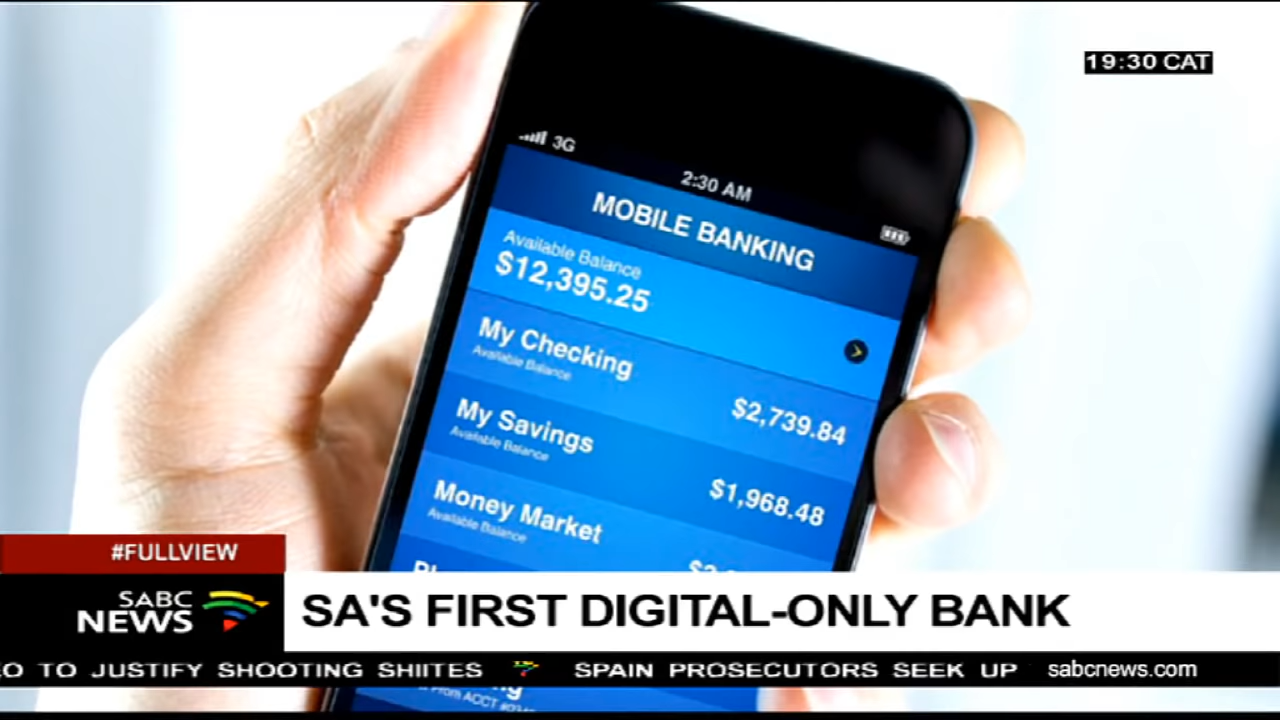 19:30 CAT
3G
2:30 AM
MOBILE BANKING
Available Balance
$12,395.25
My Checking
Available Balance
$2,739.84
My Savings
Available Balance
$1,968.48
Money Market
Available Balance
#FULLVIEW
SABC
NEWS
SA'S FIRST DIGITAL-ONLY BANK
TO JUSTIFY SHOOTING SHIITES SPAIN PROSECUTORS SEEK UP sabcnews.com
From ACCT